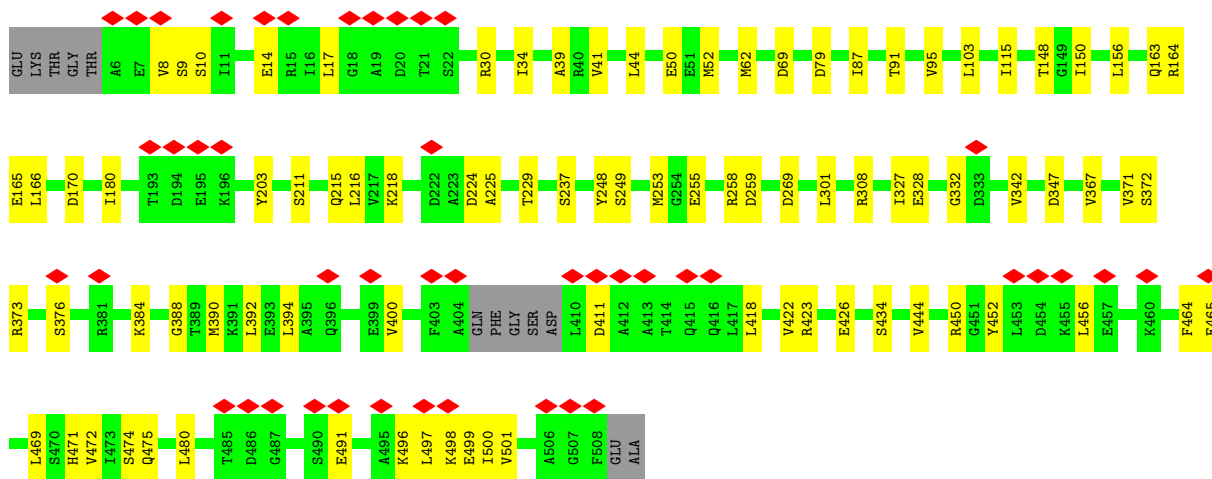 GLU LYS THR GLY THR A6 E7 V8 S9 S10 I11 E14 R15 I16 L17 G18 A19 D20 T21 S22 R30 I34 A39 R40 V41 L44 E50 E51 M52 M62 D69 D79 I87 T91 V95 L103 I115 T148 G149 I150 L156 Q163 R164
E165 L166 D170 I180 T193 D194 E195 K196 Y203 S211 Q215 L216 V217 K218 D222 A223 D224 A225 T229 S237 Y248 S249 M253 G254 E255 R258 D259 D269 L301 R308 I327 E328 G332 D333 V342 D347 V367 V371 S372
R373 S376 R381 K384 G388 T389 M390 K391 L392 E393 L394 A395 Q396 E399 V400 F403 A404 GLN PHE GLY SER ASP L410 D411 A412 A413 T414 Q415 Q416 L417 L418 V422 R423 E426 S434 V444 R450 G451 Y452 L453 D454 K455 L456 E457 K460 F464 E465
L469 S470 H471 V472 I473 S474 Q475 L480 T485 D486 G487 S490 E491 A495 K496 L497 K498 E499 I500 V501 A506 G507 F508 GLU ALA